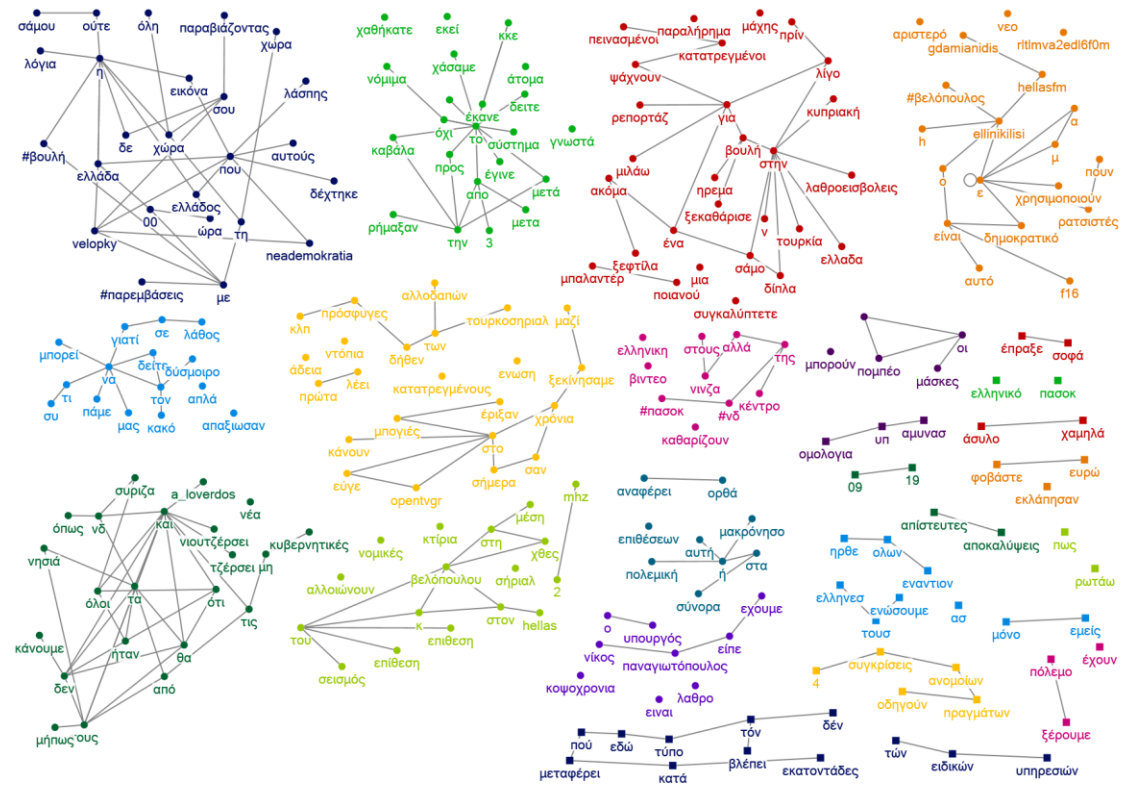 σάμου
ούτε
όλη
παραβιάζοντας
χώρα
λόγια
η
εικόνα
σου
λάσπης
#βουλή
δε
χώρα
που
αυτούς
ελλάδα
ελλάδος
δέχτηκε
00
ώρα
τη
velopky
neademokratia
#παρεμβάσεις
με
χαθήκατε
εκεί
κκε
νόμιμα
χάσαμε
άτομα
έκανε
δείτε
όχι
το
σύστημα
γνωστά
καβάλα
προς
έγινε
απο
μετά
ρήμαξαν
την
3
μετα
πεινασμένοι
παραλήρημα
μάχης
πρίν
κατατρεγμένοι
ψάχνουν
λίγο
ρεπορτάζ
για
κυπριακή
βουλή
στην
μιλάω
ακόμα
ηρεμα
λαθροεισβολεις
ξεκαθάρισε
ένα
ν
τουρκία
ξεφτίλα
σάμο
ελλαδα
μπαλαντέρ
μια
δίπλα
ποιανού
συγκαλύπτετε
αριστερό
νεο
gdamianidis
rltlmva2edl6f0m
hellasfm
#βελόπουλος
ellinikilisi
α
h
μ
ο
ε
πουν
χρησιμοποιούν
ρατσιστές
είναι
δημοκρατικό
αυτό
f16
γιατί
σε
λάθος
μπορεί
να
δείτε
δύσμοιρο
τι
τον
απλά
συ
πάμε
μας
κακό
απαξιωσαν
κλπ
πρόσφυγες
αλλοδαπών
τουρκοσηριαλ
μαζί
ντόπια
δήθεν
των
άδεια
λέει
ενωση
πρώτα
κατατρεγμένους
ξεκίνησαμε
έριξαν
χρόνια
μπογιές
κάνουν
στο
σαν
εύγε
σήμερα
opentvgr
ελληνικη
στους
αλλά
της
βιντεο
νινζα
κέντρο
#πασοκ
#νδ
καθαρίζουν
μπορούν
πομπέο
οι
μάσκες
έπραξε
σοφά
ελληνικό
πασοκ
ομολογια
υπ
αμυνασ
άσυλο
χαμηλά
09
19
φοβάστε
ευρώ
εκλάπησαν
συριζα
a_loverdos
όπως
νδ
και
νέα
νιουτζέρσει
κυβερνητικές
νησιά
τζέρσει
μη
όλοι
τα
ότι
τις
κάνουμε
ήταν
θα
δεν
από
μήπως
τους
mhz
μέση
κτίρια
στη
νομικές
χθες
βελόπουλου
σήριαλ
αλλοιώνουν
2
κ
στον
hellas
του
επιθεση
επίθεση
σεισμός
αναφέρει
ορθά
επιθέσεων
μακρόνησο
αυτή
πολεμική
ή
στα
σύνορα
εχουμε
ο
υπουργός
είπε
νίκος
παναγιωτόπουλος
κοψοχρονια
λαθρο
ειναι
απίστευτες
αποκαλύψεις
πως
ηρθε
ολων
εναντιον
ρωτάω
ελληνεσ
ενώσουμε
ασ
τουσ
μόνο
εμείς
4
συγκρίσεις
ανομοίων
οδηγούν
πραγμάτων
πόλεμο
έχουν
ξέρουμε
πού
εδώ
τύπο
τόν
δέν
μεταφέρει
κατά
βλέπει
εκατοντάδες
τών
ειδικών
υπηρεσιών